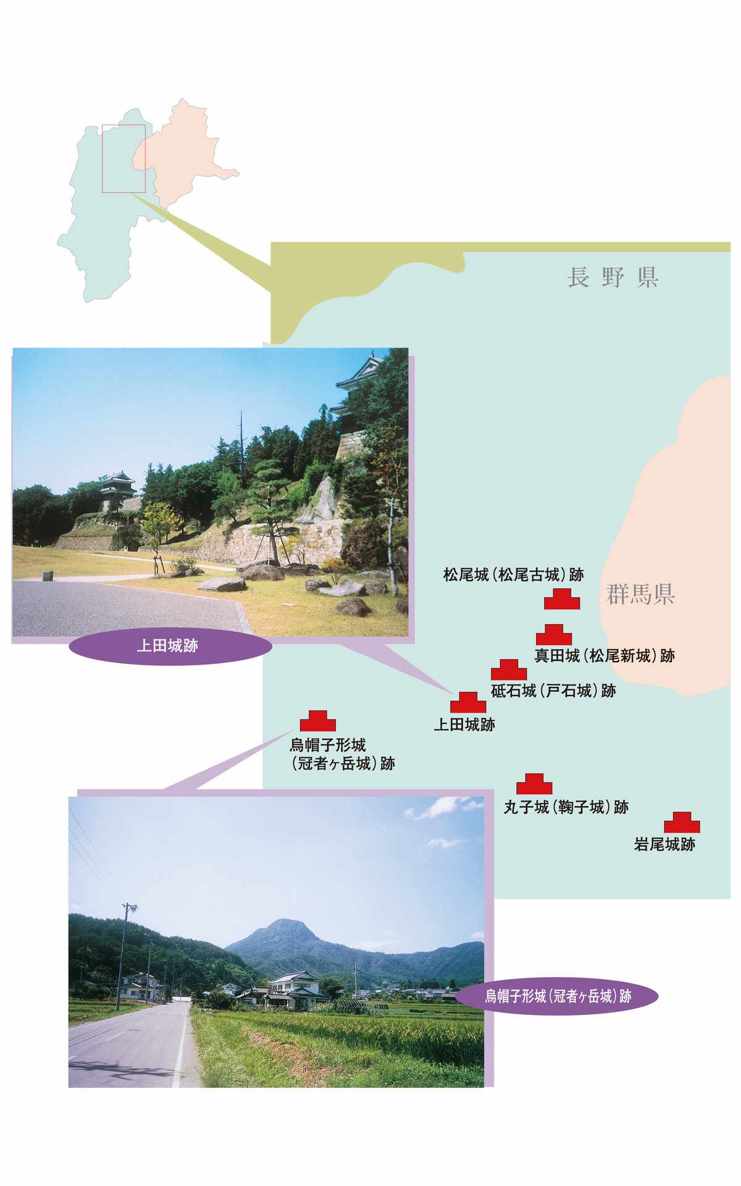 長野県
群馬県
松尾城（松尾古城）跡
真田城（松尾新城）跡
砥石城（戸石城）跡
上田城跡
上田城跡
烏帽子形城
（冠者ヶ岳城）跡
丸子城（鞠子城）跡
岩尾城跡
烏帽子形城（冠者ヶ岳城）跡